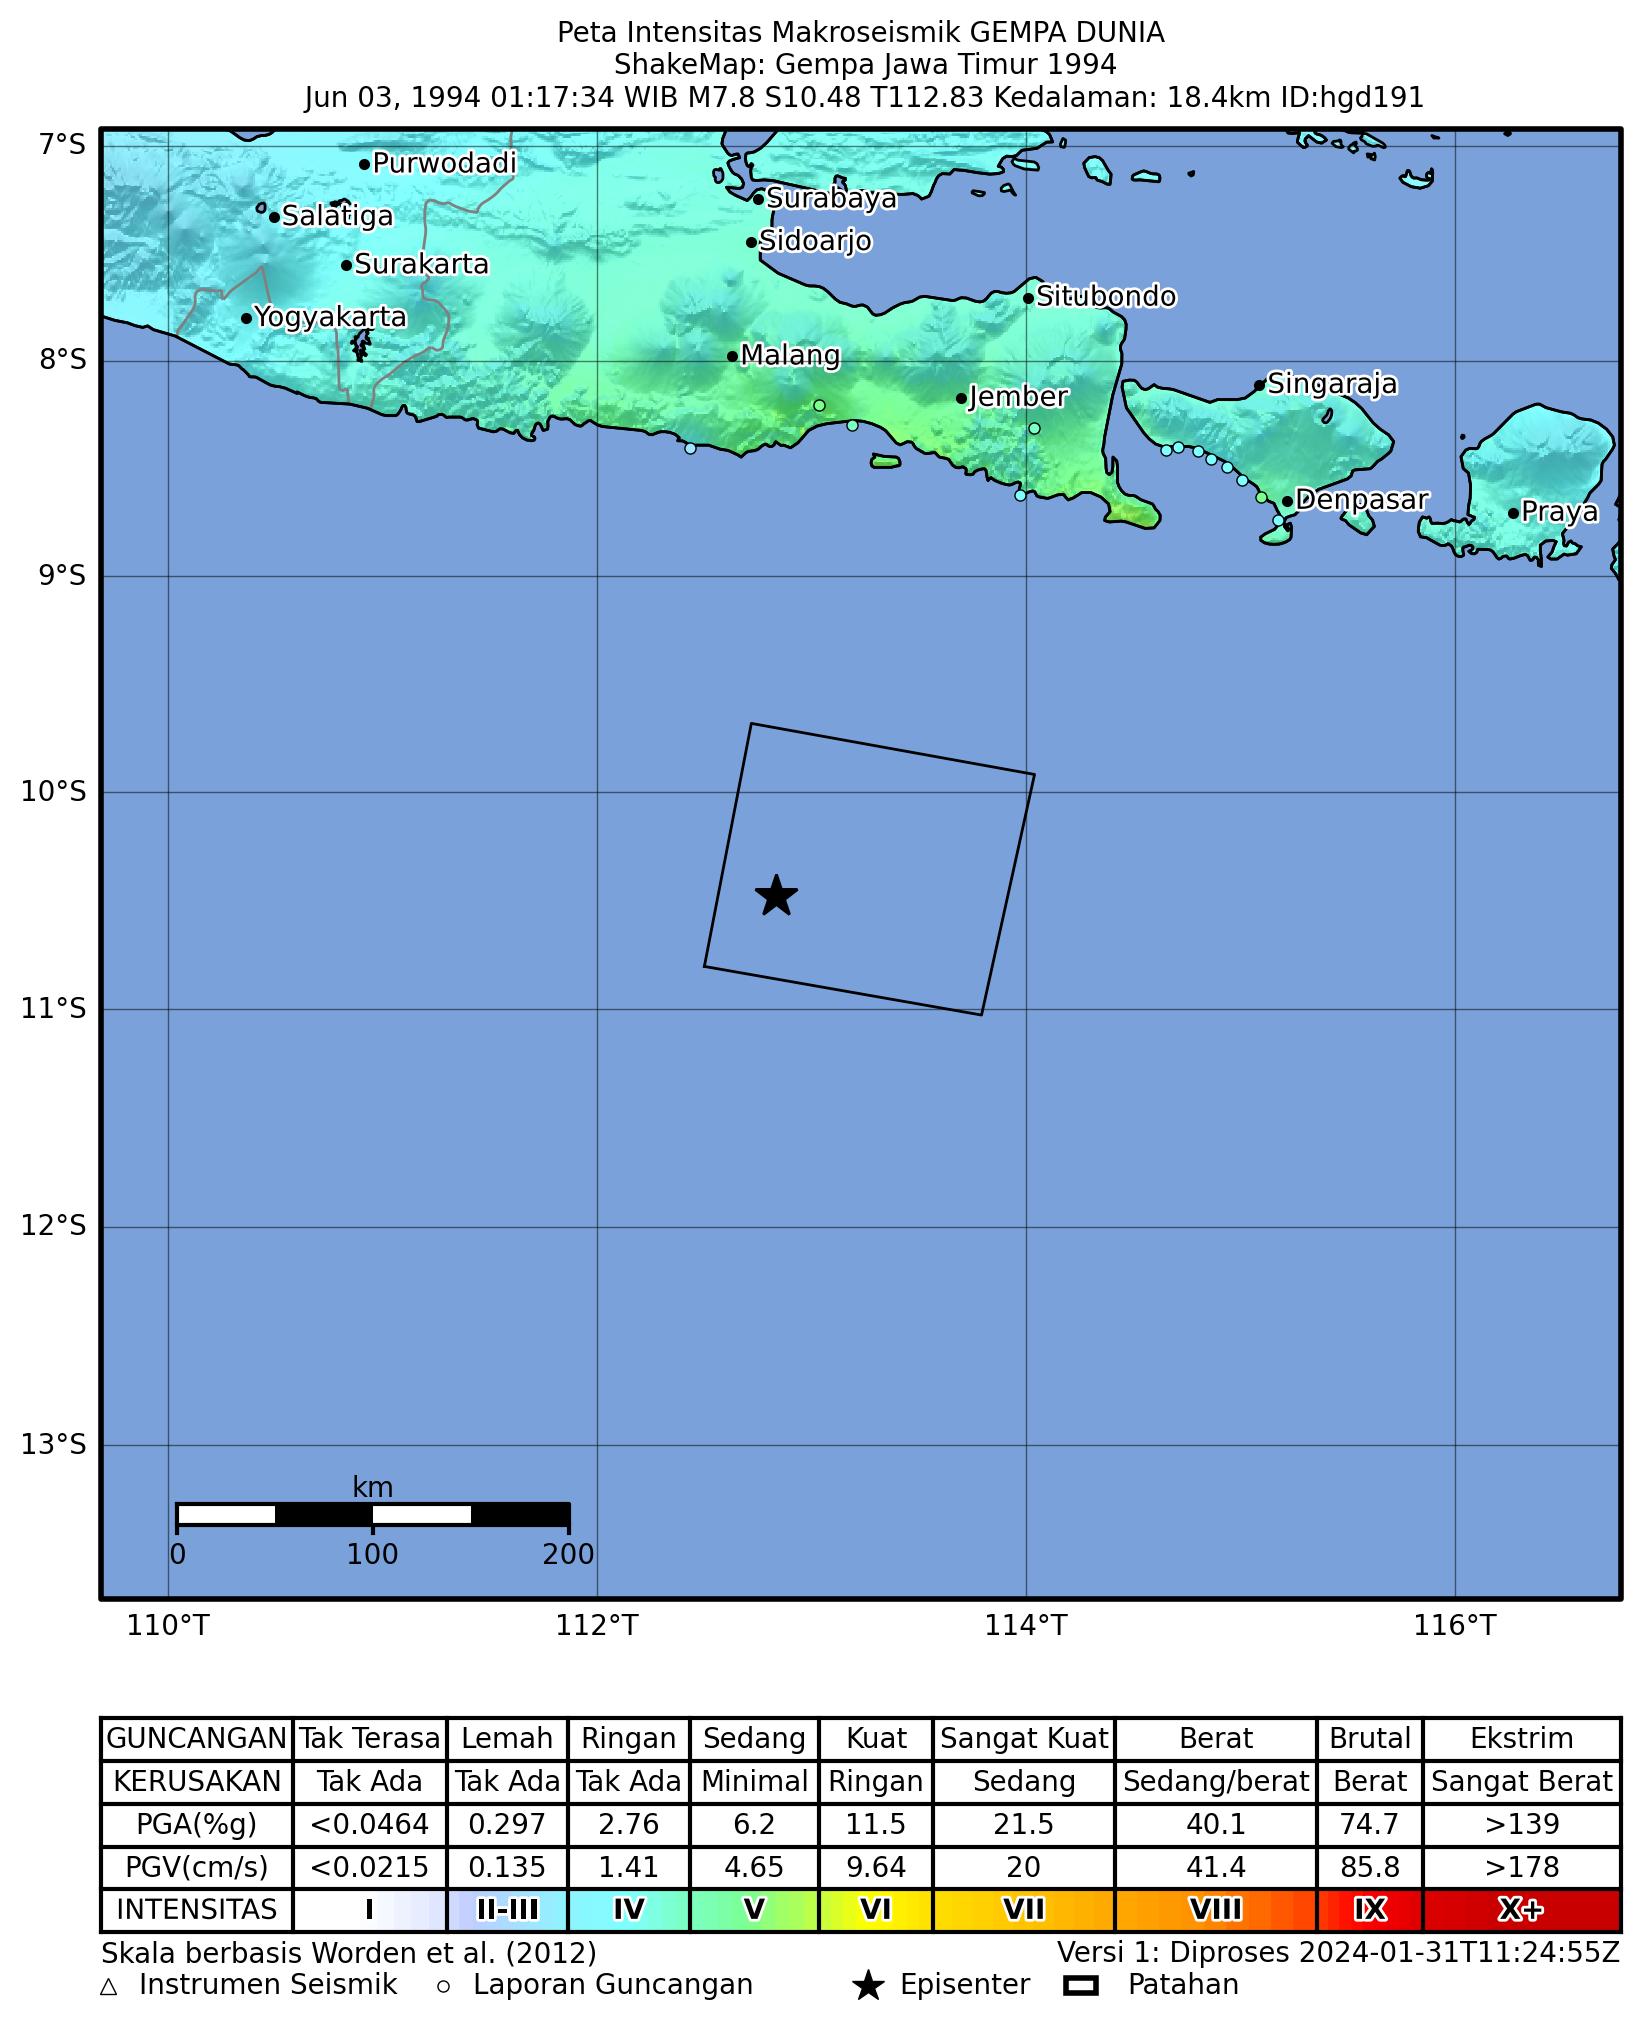 Peta Intensitas Makroseismik GEMPA DUNIA
ShakeMap: Gempa Jawa Timur 1994
Jun 03, 1994 01:17:34 WIB M7.8 S10.48 T112.83 Kedalaman: 18.4km ID:hgd191
7°S
Purwodadi
Surabaya
Salatiga
Sidoarjo
Surakarta
Situbondo
Yogyakarta
8°S
Malang
Singaraja
Jember
Denpasar
Praya
9°S
10°S
11°S
12°S
13°S
km
0 100 200
110°T 112°T 114°T 116°T
GUNCANGAN Tak Terasa Lemah Ringan Sedang Kuat Sangat Kuat Berat Brutal Ekstrim
KERUSAKAN Tak Ada Tak Ada Tak Ada Minimal Ringan Sedang Sedang/berat Berat Sangat Berat
PGA(%g) <0.0464 0.297 2.76 6.2 11.5 21.5 40.1 74.7 >139
PGV(cm/s) <0.0215 0.135 1.41 4.65 9.64 20 41.4 85.8 >178
INTENSITAS I II-III IV V VI VII VIII IX X+
Skala berbasis Worden et al. (2012) Versi 1: Diproses 2024-01-31T11:24:55Z
Instrumen Seismik Laporan Guncangan Episenter Patahan